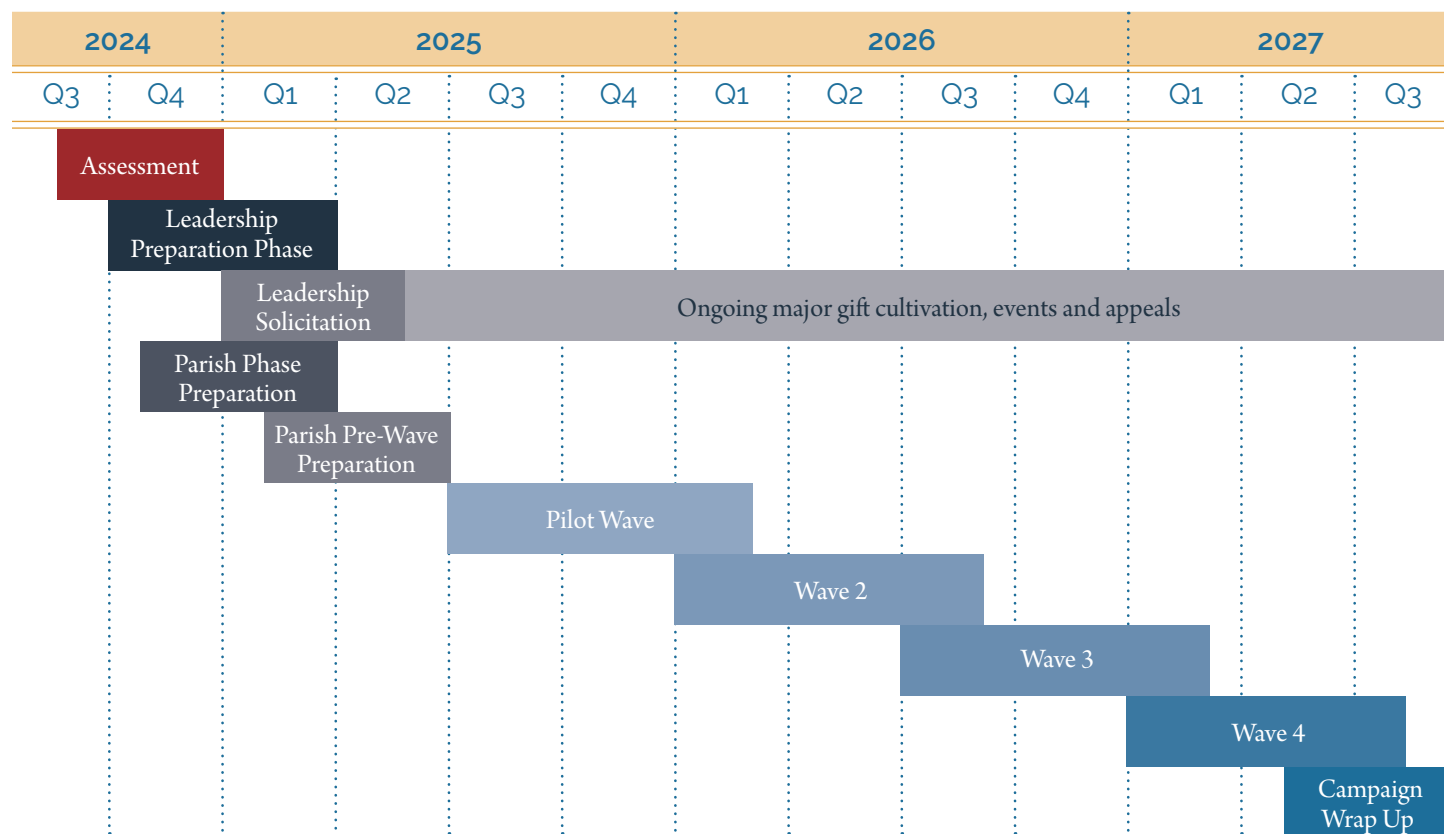 2024 2025 2026 2027
Q3 Q4 Q1 Q2 Q3 Q4 Q1 Q2 Q3 Q4 Q1 Q2 Q3
Assessment
Leadership
Preparation Phase
Leadership
Solicitation
Ongoing major gift cultivation, events and appeals
Parish Phase
Preparation
Parish Pre-Wave
Preparation
Pilot Wave
Wave 2
Wave 3
Wave 4
Campaign
Wrap Up